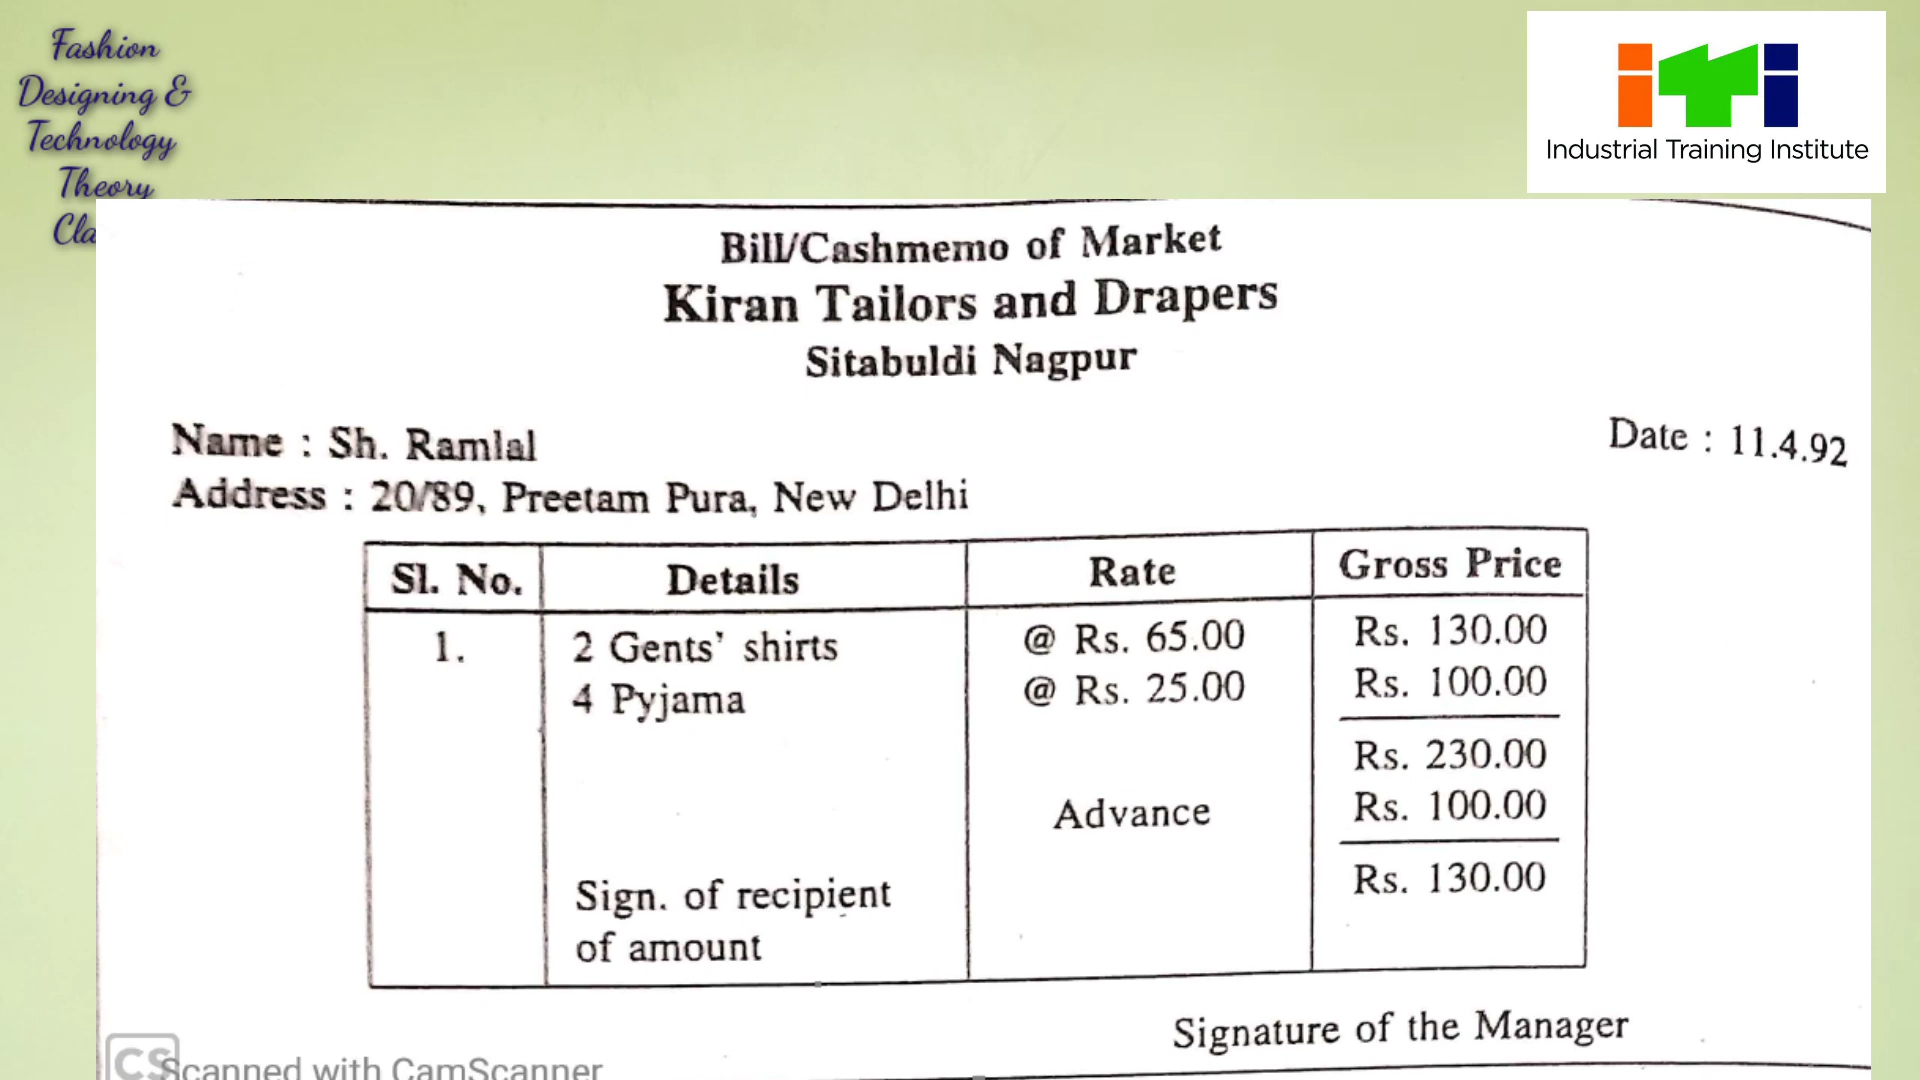 Fashion
Designing &
Technology
Theory
Industrial Training Institute
Bill/Cashmemo of Market
Kiran Tailors and Drapers
Sitabuldi Nagpur
Name : Sh. Ramlal
Date : 11.4.92
Address : 20/89, Preetam Pura, New Delhi
Sl. No. Details Rate Gross Price
1. 2 Gents' shirts @ Rs. 65.00 Rs. 130.00
4 Pyjama @ Rs. 25.00 Rs. 100.00
Rs. 230.00
Advance Rs. 100.00
Rs. 130.00
Sign. of recipient
of amount
Signature of the Manager
CS Scanned with CamScanner